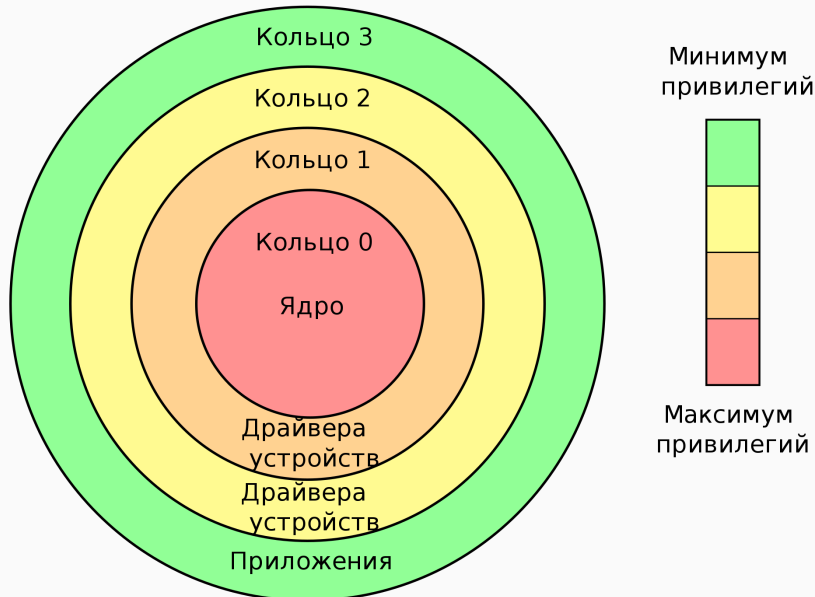 Кольцо 3
Кольцо 2
Кольцо 1
Кольцо 0
Ядро
Драйвера
устройств
Драйвера
устройств
Приложения
Минимум
привилегий
Максимум
привилегий